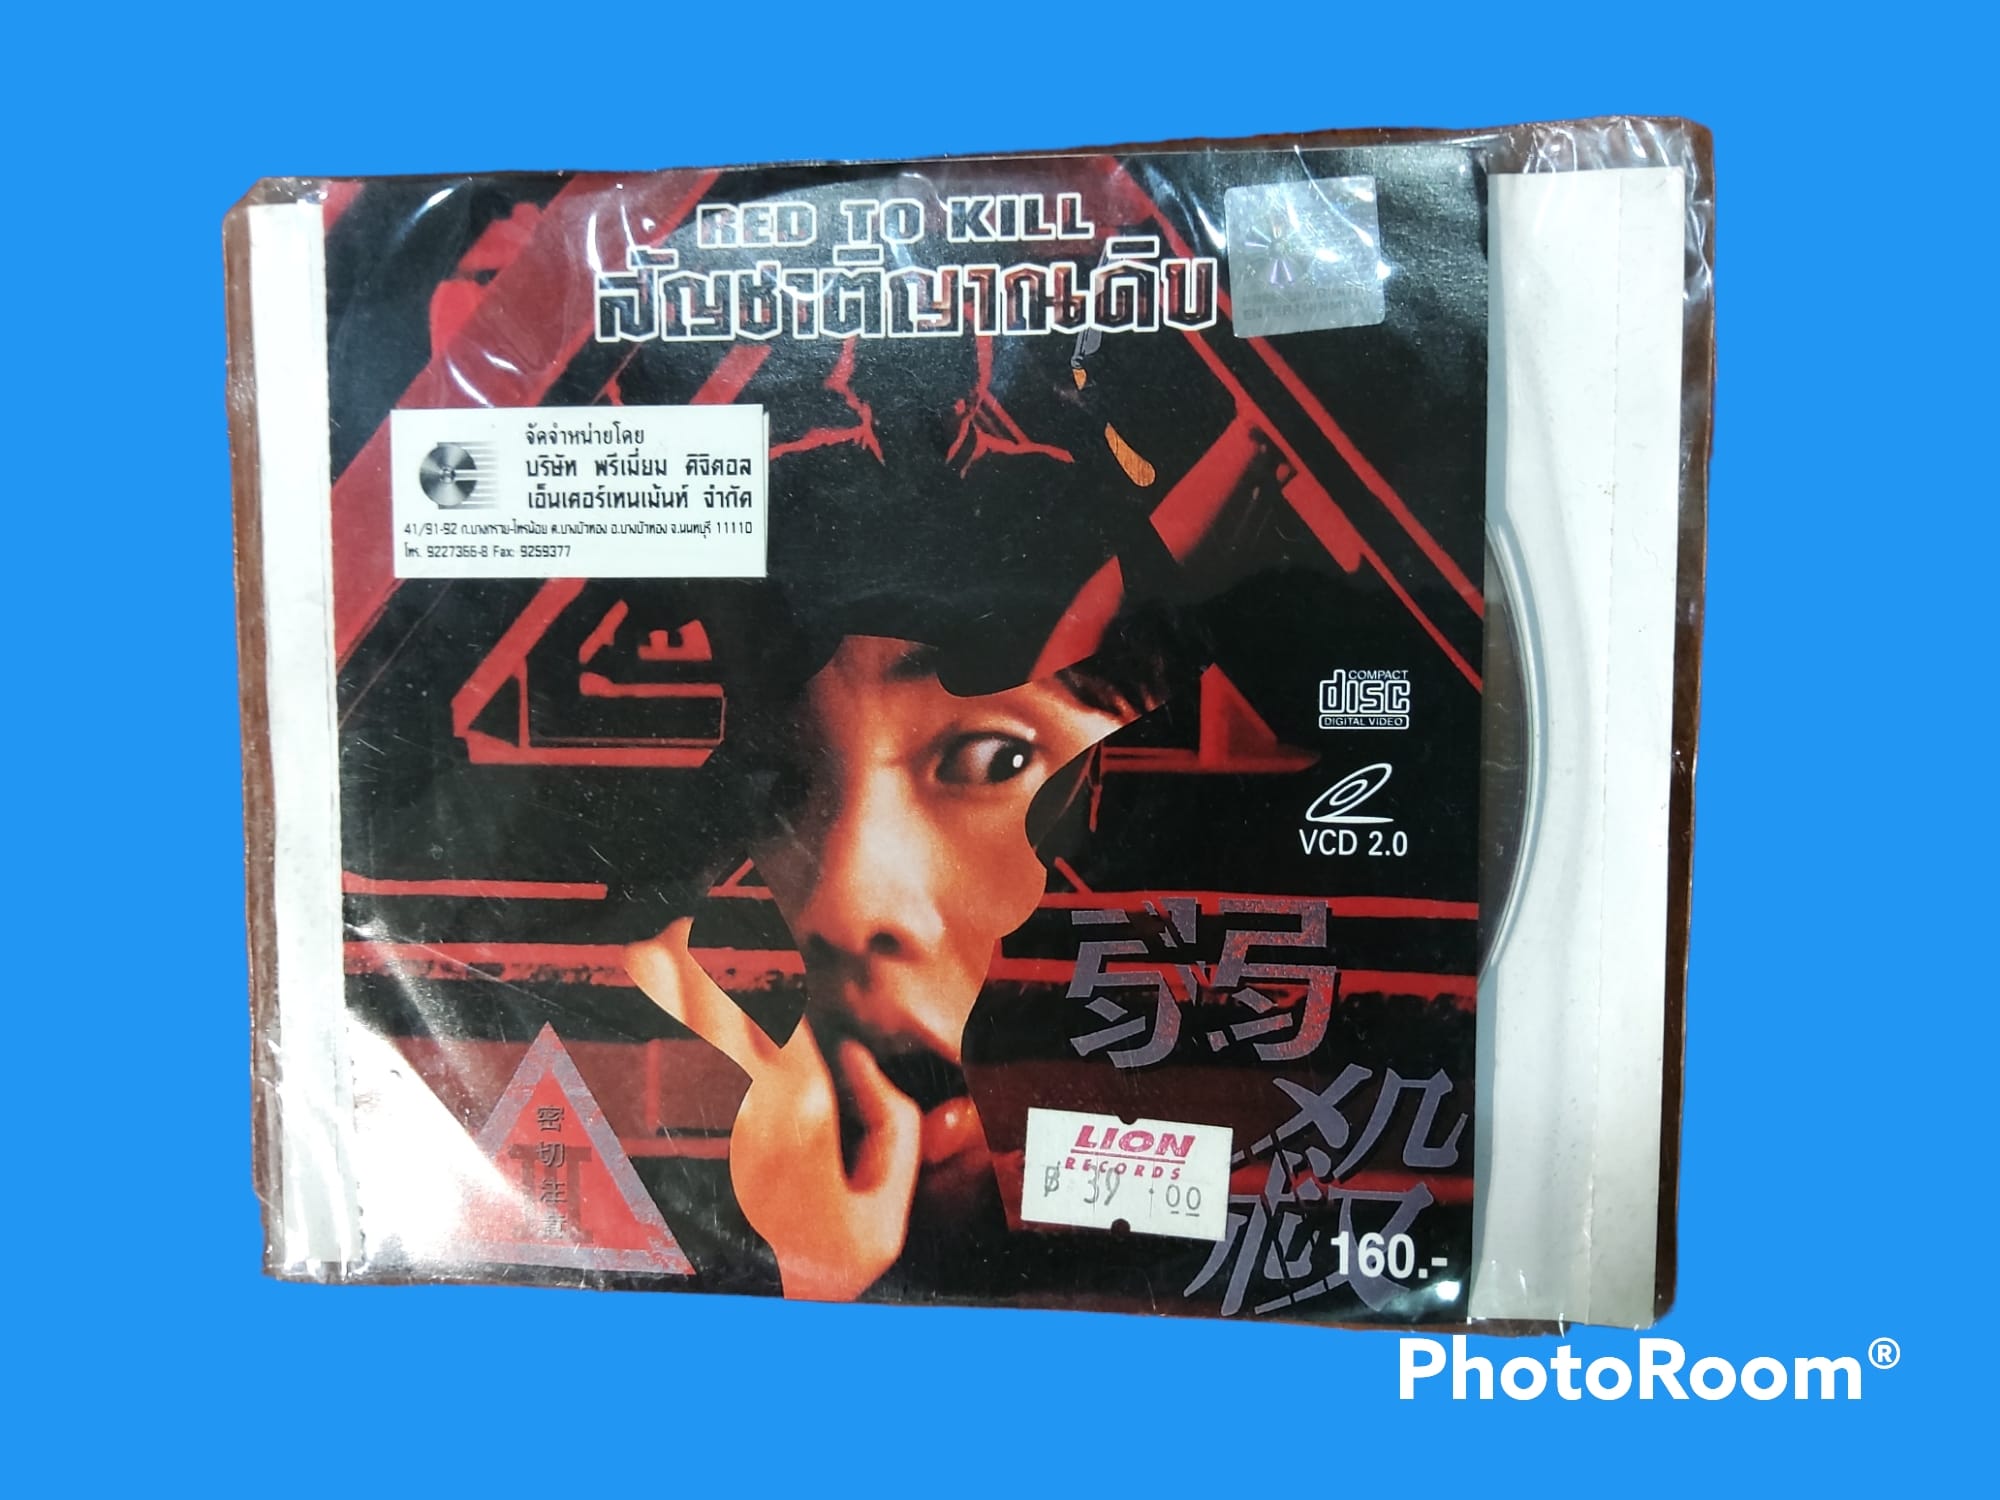 RED TO KILL
สัญชาติญาณดิบ
จัดจำหน่ายโดย
บริษัท พรีเมี่ยม ดิจิตอล
เอ็นเตอร์เทนเม้นท์ จำกัด
41/91-92 ถ.บางกรวย-ไทรน้อย ต.บางบัวทอง อ.บางบัวทอง จ.นนทบุรี 11110
โทร. 9227366-8 Fax: 9259377
COMPACT
disc
DIGITAL VIDEO
VCD 2.0
弱
殺
密切注意
II
LION
RECORDS
฿ 39.00
160.-
PhotoRoom®